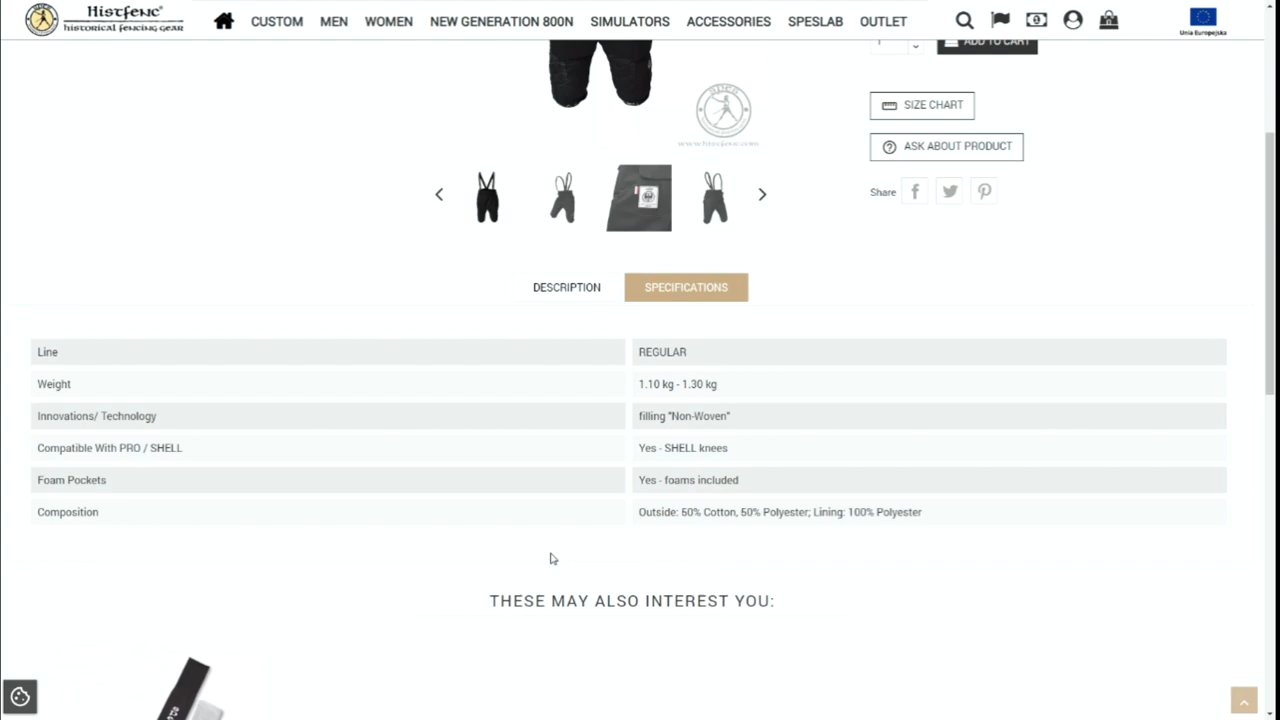 Histfenc®
historical fencing gear
CUSTOM MEN WOMEN NEW GENERATION 800N SIMULATORS ACCESSORIES SPESLAB OUTLET
Unia Europejska
ADD TO CART
SIZE CHART
ASK ABOUT PRODUCT
www.histfenc.com
Share
DESCRIPTION SPECIFICATIONS
Line REGULAR
Weight 1.10 kg - 1.30 kg
Innovations/ Technology filling "Non-Woven"
Compatible With PRO / SHELL Yes - SHELL knees
Foam Pockets Yes - foams included
Composition Outside: 50% Cotton, 50% Polyester; Lining: 100% Polyester
THESE MAY ALSO INTEREST YOU: